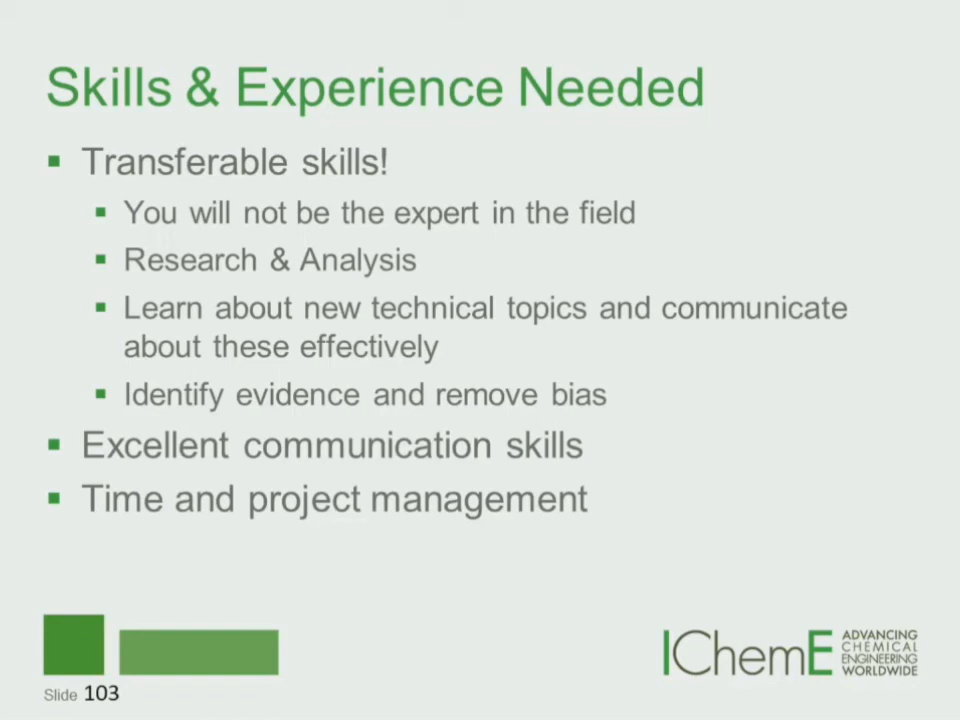 Skills & Experience Needed
Transferable skills!
You will not be the expert in the field
Research & Analysis
Learn about new technical topics and communicate
about these effectively
Identify evidence and remove bias
Excellent communication skills
Time and project management
IChemE
ADVANCING
CHEMICAL
ENGINEERING
WORLDWIDE
Slide 103